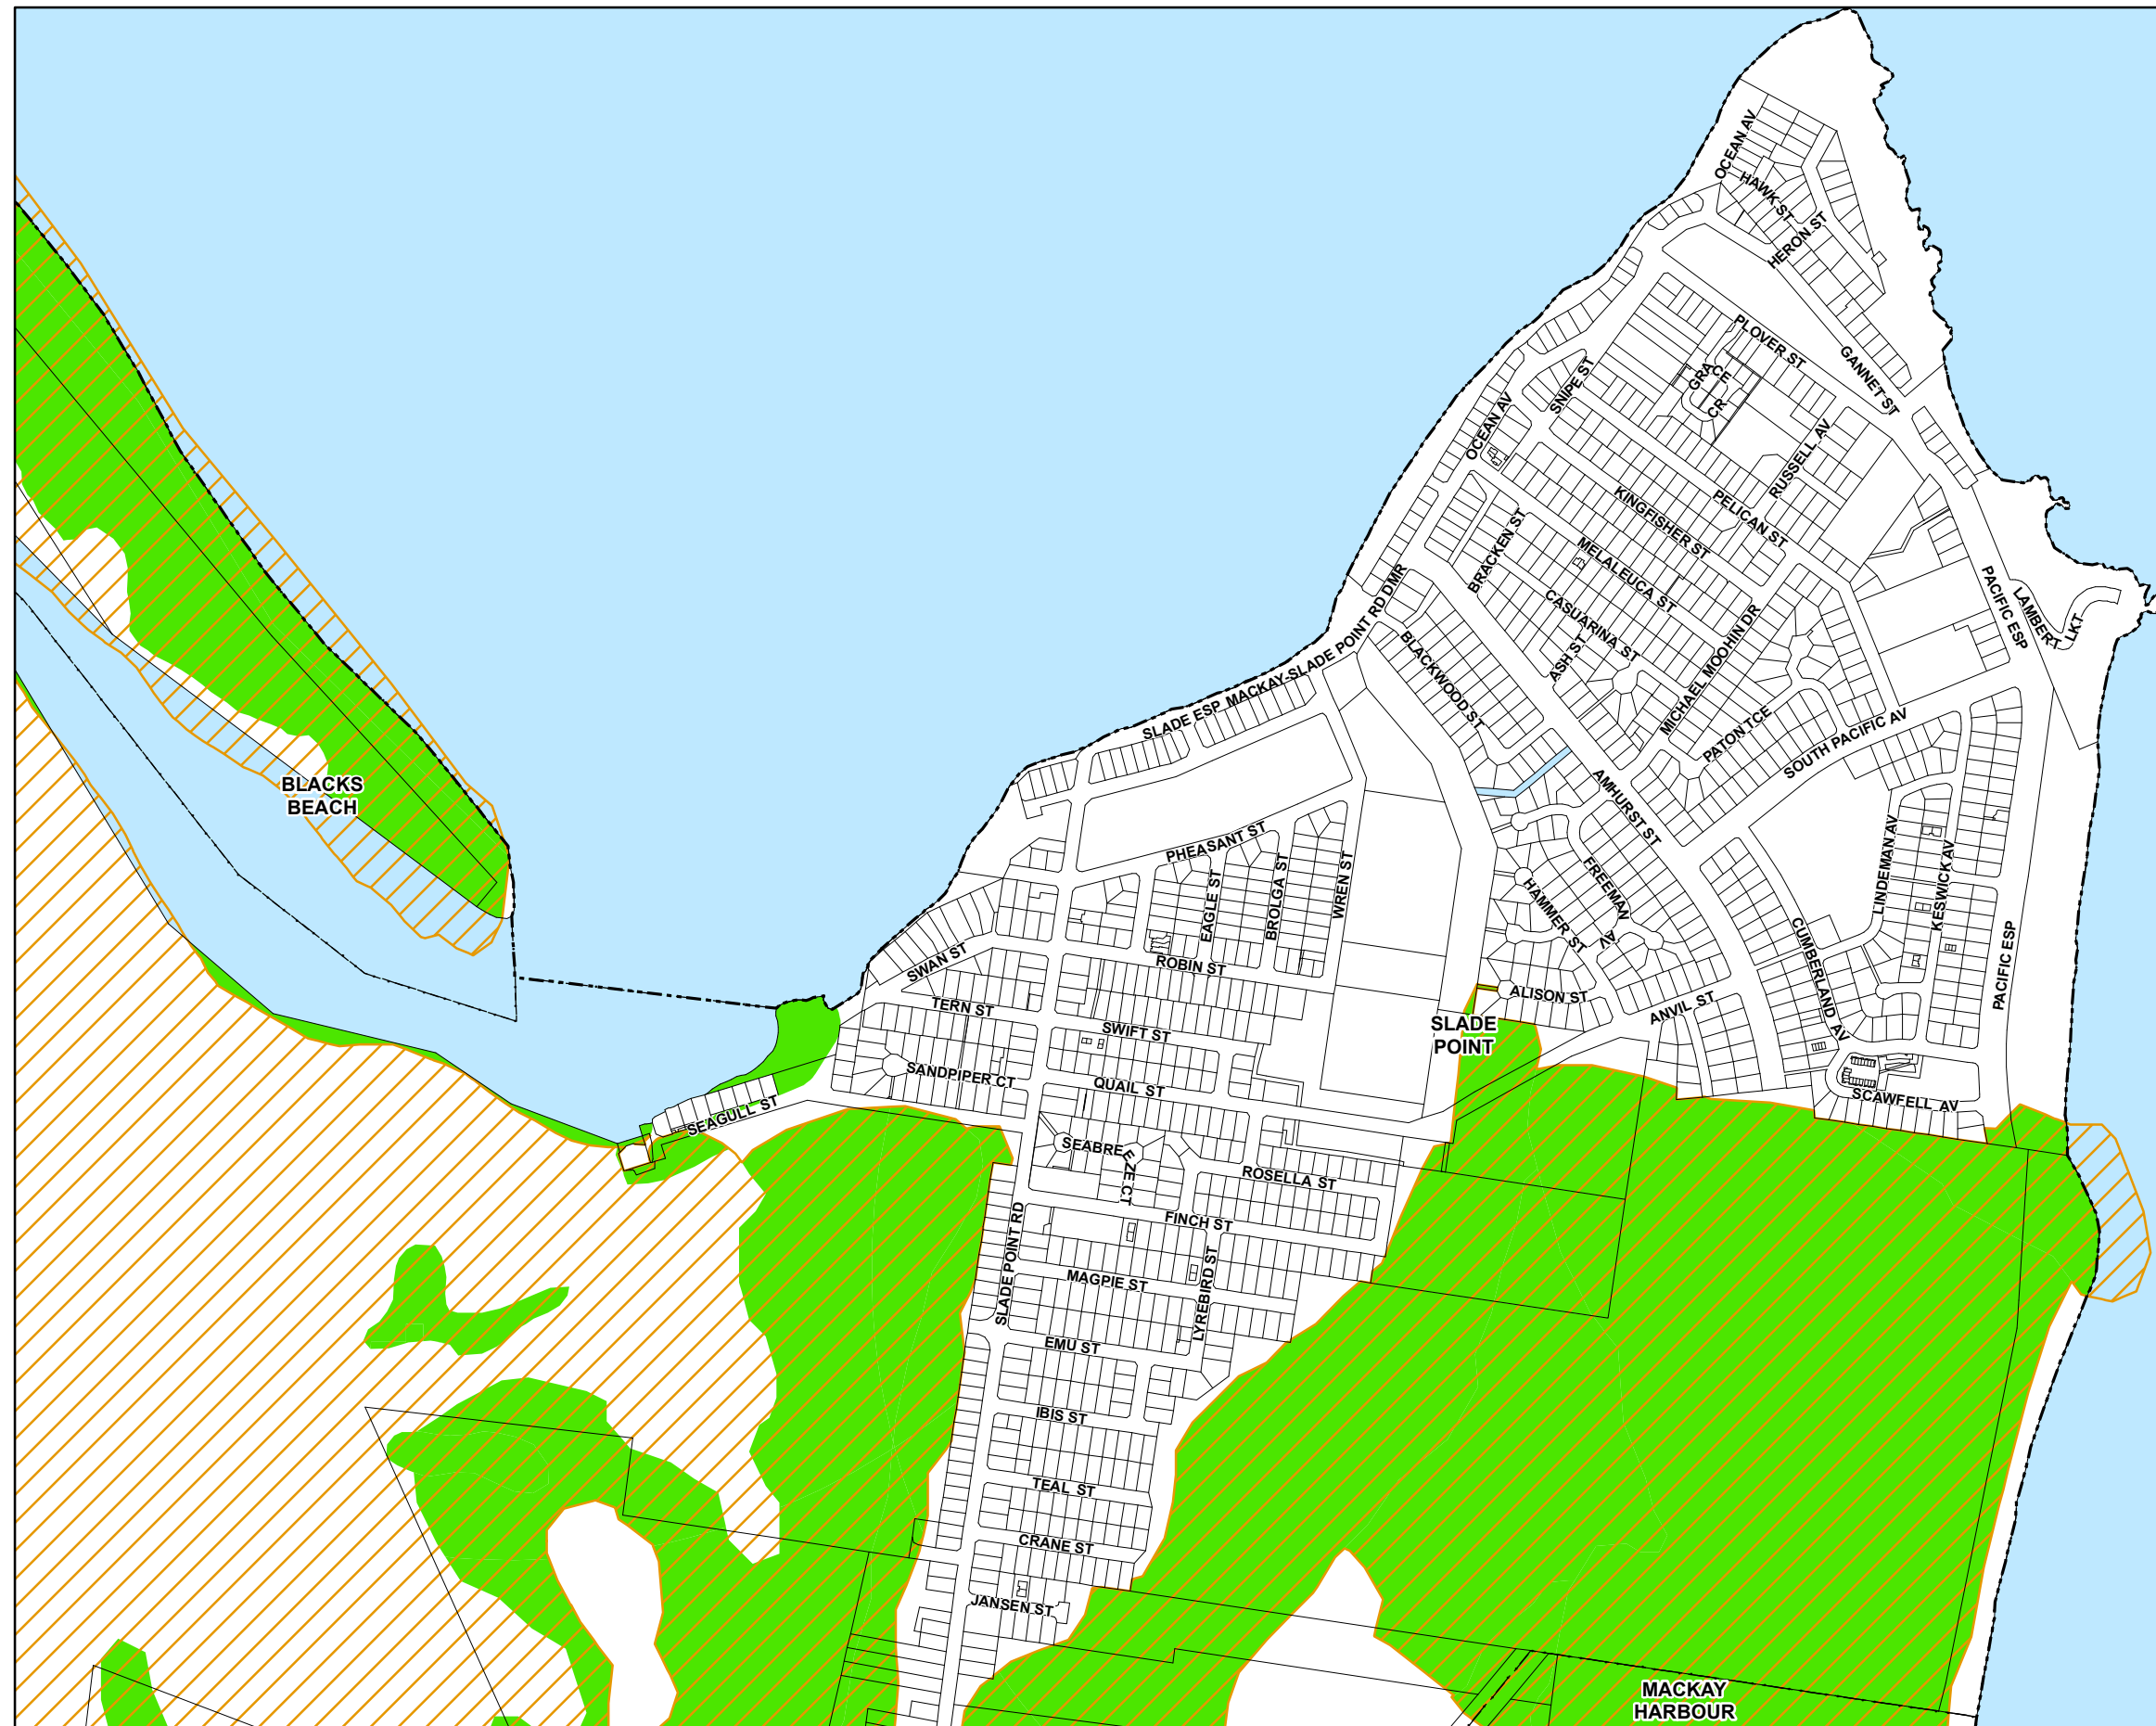 OCEAN AV
HAWK ST
HERON ST
PLOVER ST
GANNET ST
GRACE
CR
SNIPE ST
OCEAN AV
RUSSELL AV
PELICAN ST
KINGFISHER ST
BRACKEN ST
MELALEUCA ST
CASUARINA ST
ASH ST
MICHAEL MOOHIN DR
PACIFIC ESP
LAMBERT
LKT
BLACKWOOD ST
SLADE ESP MACKAY-SLADE POINT RD DMR
PATON TCE
SOUTH PACIFIC AV
AMHURST ST
BLACKS
BEACH
PHEASANT ST
EAGLE ST
BROLGA ST
WREN ST
HAMMER ST
FREEMAN
AV
LINDEMAN AV
KESWICK AV
CUMBERLAND AV
PACIFIC ESP
SWAN ST
ROBIN ST
TERN ST
SWIFT ST
ALISON ST
ANVIL ST
SLADE
POINT
SANDPIPER CT
QUAIL ST
SEAGULL ST
SCAWFELL AV
SEABREEZE CT
ROSELLA ST
FINCH ST
SLADE POINT RD
MAGPIE ST
LYREBIRD ST
EMU ST
IBIS ST
TEAL ST
CRANE ST
JANSEN ST
MACKAY
HARBOUR